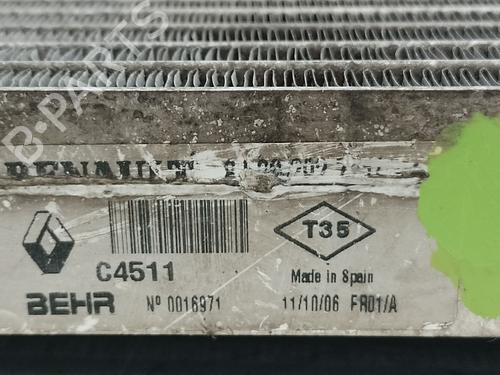 B-PARTS
RENAULT
C4511
T35
Made in Spain
BEHR
Nº 0016971
11/10/06 FR01/A